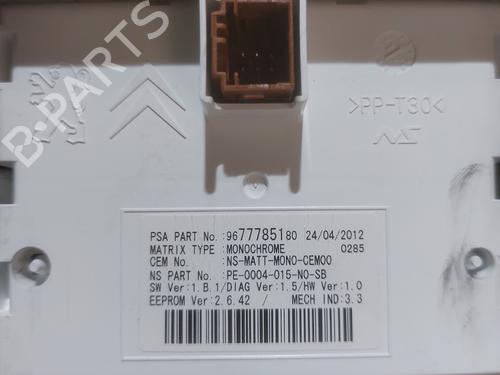 B-PARTS
>PP-T30<
NS
PSA PART No.:9677785180 24/04/2012
MATRIX TYPE :MONOCHROME 0285
CEM No. :NS-MATT-MONO-CEM00
NS PART No. :PE-0004-015-NO-SB
SW Ver:1.B.1/DIAG Ver:1.5/HW Ver:1.0
EEPROM Ver:2.6.42 / MECH IND:3.3